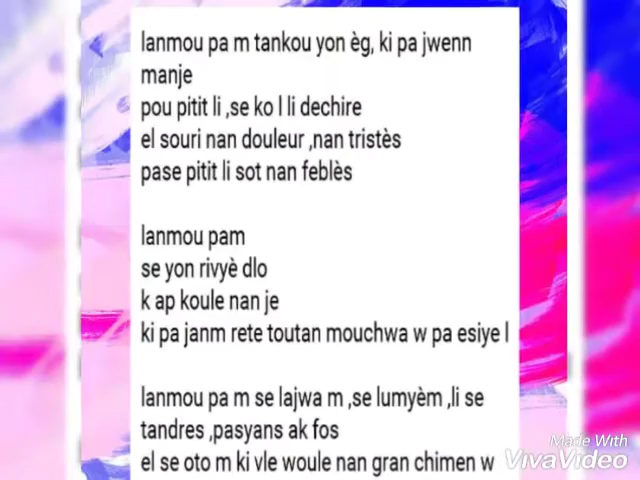 lanmou pa m tankou yon èg, ki pa jwenn
manje
pou pitit li ,se ko l li dechire
el souri nan douleur ,nan tristès
pase pitit li sot nan feblès
lanmou pam
se yon rivyè dlo
k ap koule nan je
ki pa janm rete toutan mouchwa w pa esiye l
lanmou pa m se lajwa m ,se lumyèm ,li se
tandres ,pasyans ak fos
el se oto m ki vle woule nan gran chimen w
Made With
VivaVideo